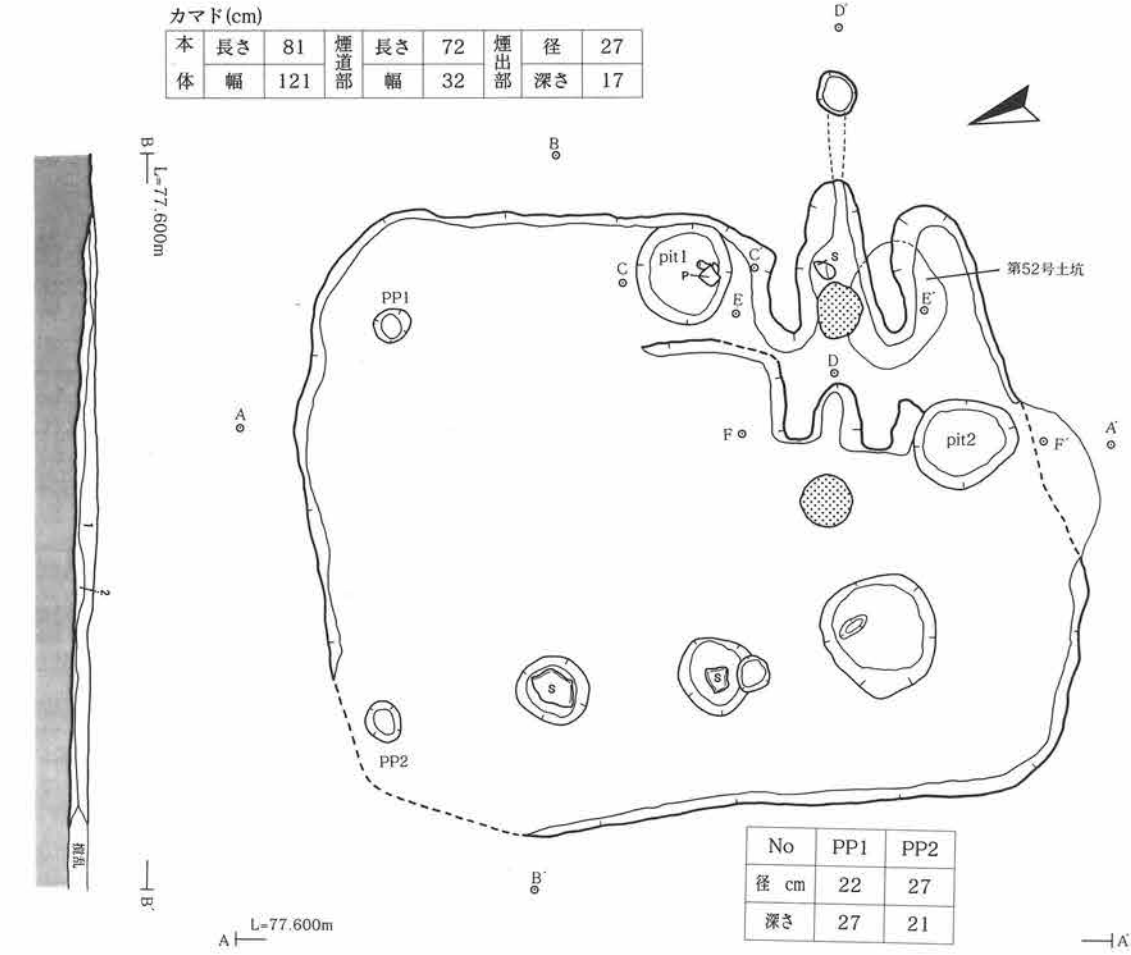 カマド(cm)
本体 長さ 81 煙道部 長さ 72 煙出部 径 27
幅 121 幅 32 深さ 17
D´
B
B
L=77.600m
pit1
P
C
C´
S
第52号土坑
E
E´
PP1
D
A
F
pit2
F´
A´
1
2
S
S
PP2
攪乱
B´
B´
No PP1 PP2
径 cm 22 27
深さ 27 21
A
L=77.600m
A´